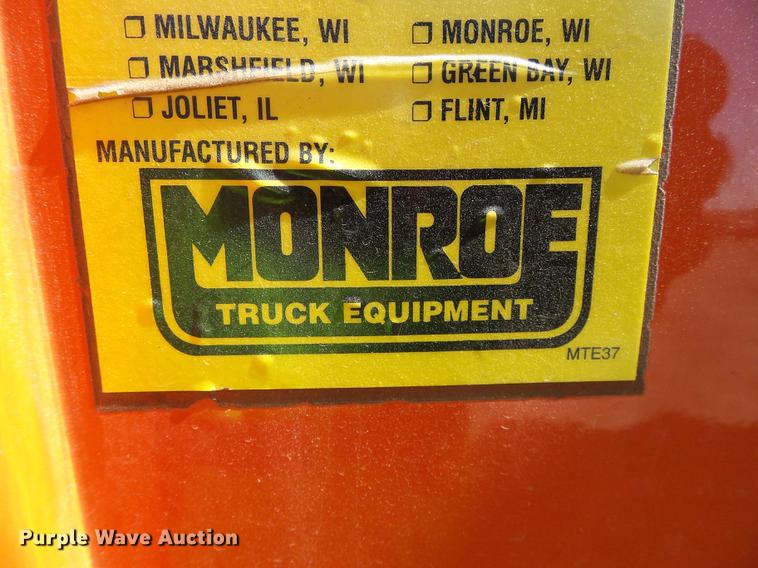 ☐ MILWAUKEE, WI ☐ MONROE, WI
☐ MARSHFIELD, WI ☐ GREEN BAY, WI
☐ JOLIET, IL ☐ FLINT, MI
MANUFACTURED BY:
MONROE
TRUCK EQUIPMENT
MTE37
Purple Wave Auction